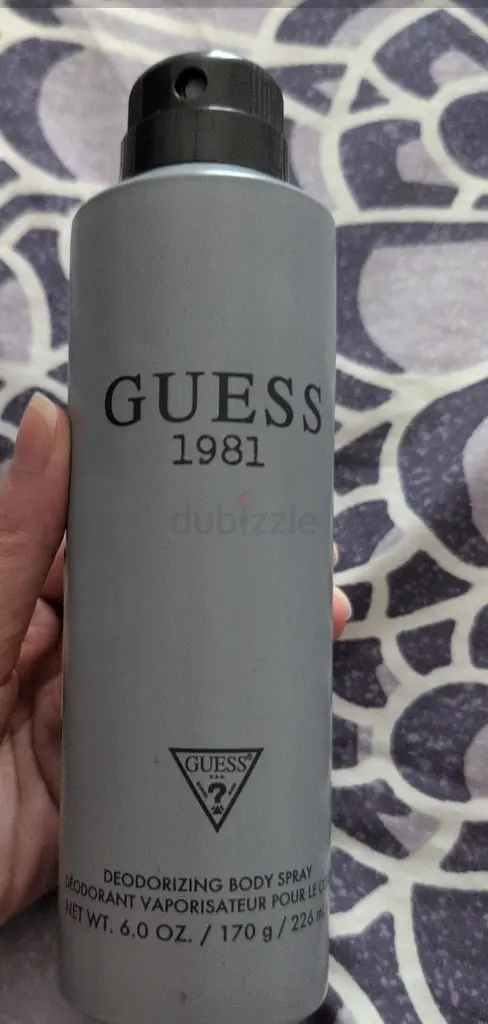 GUESS
1981
dubizzle
GUESS®
U.S.A.
?
DEODORIZING BODY SPRAY
DÉODORANT VAPORISATEUR POUR LE
NET WT. 6.0 OZ. / 170 g / 226